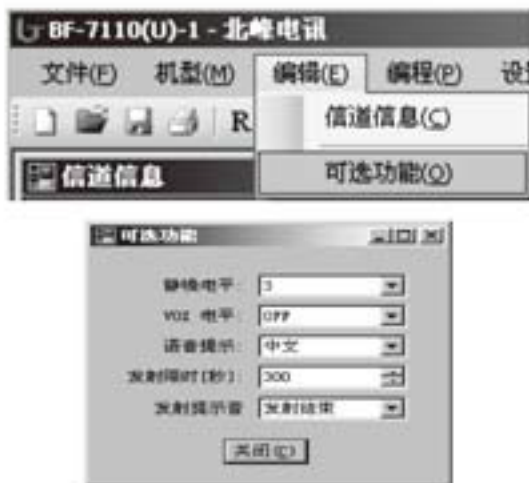 BF-7110(U)-1 - 北峰电讯
文件(F) 机型(M) 编辑(E) 编程(P) 设
R
信道信息(C)
信道信息
可选功能(O)
可选功能
静噪电平: 3
VOX 电平: OFF
语音提示: 中文
发射限时[秒]: 300
发射提示音 发射结束
关闭(C)